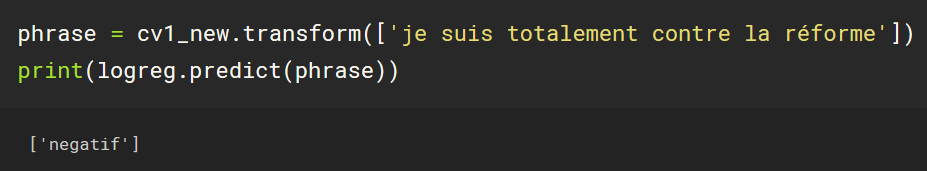 phrase = cv1_new.transform(['je suis totalement contre la réforme'])
print(logreg.predict(phrase))
['negatif']